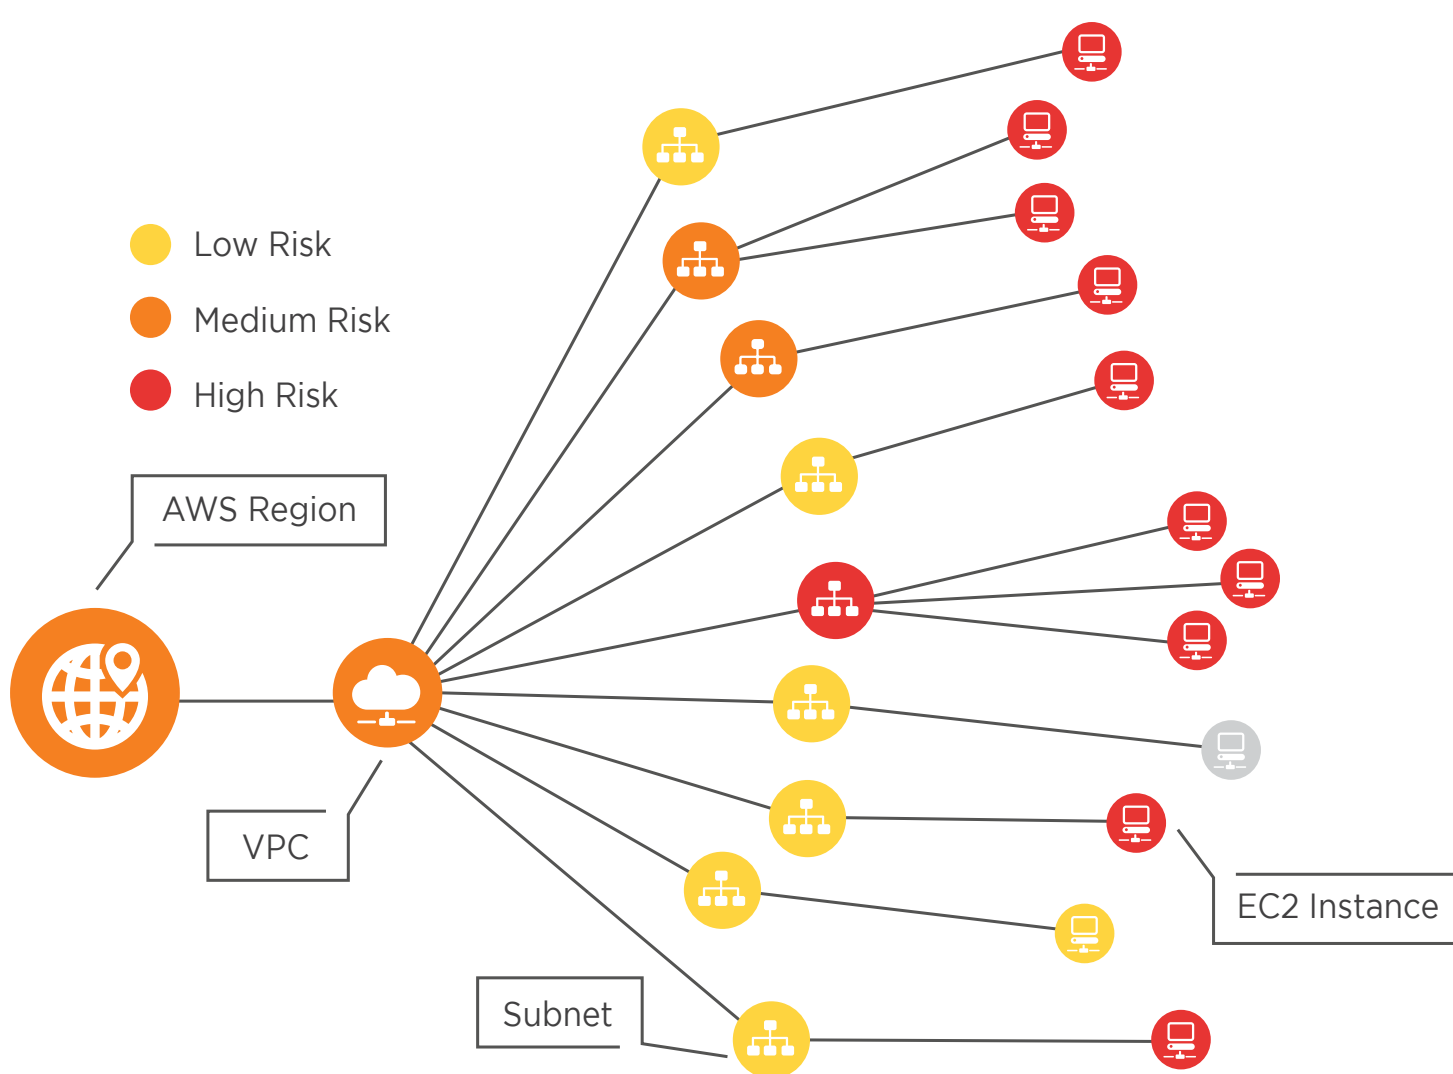 Low Risk
Medium Risk
High Risk
AWS Region
VPC
EC2 Instance
Subnet